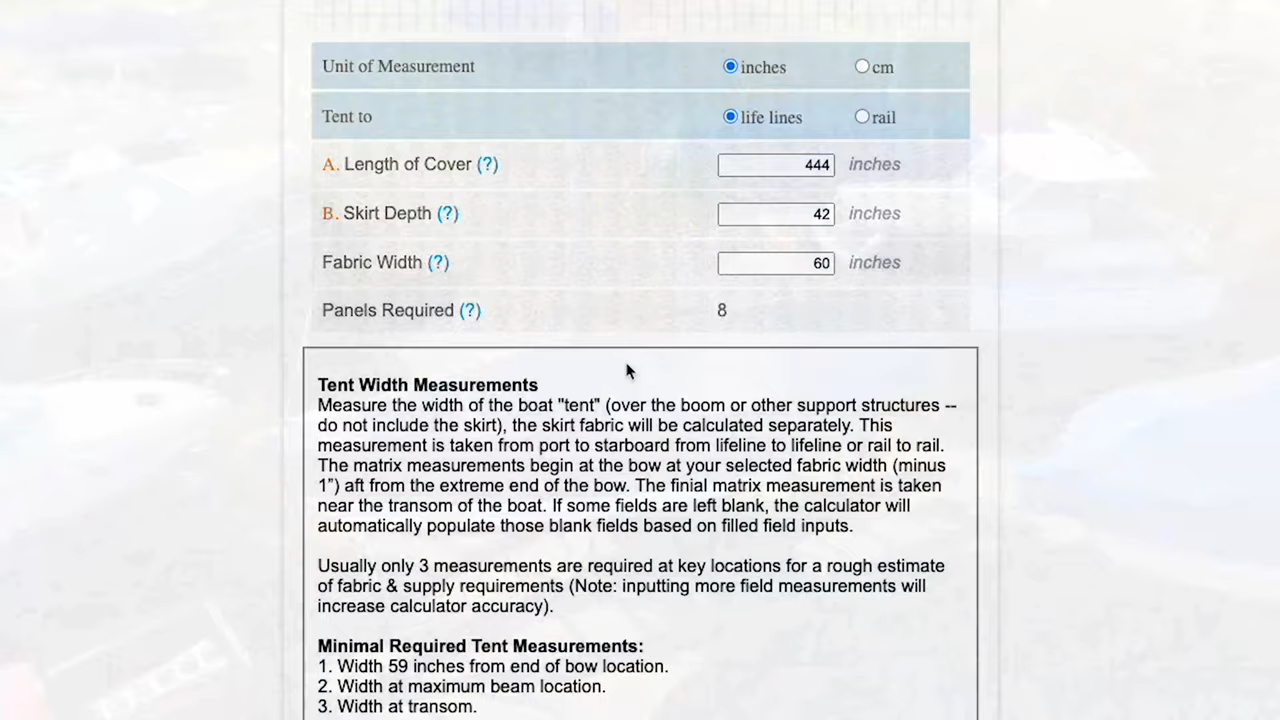 Unit of Measurement inches cm
Tent to life lines rail
A. Length of Cover (?) 444 inches
B. Skirt Depth (?) 42 inches
Fabric Width (?) 60 inches
Panels Required (?) 8
Tent Width Measurements
Measure the width of the boat "tent" (over the boom or other support structures --
do not include the skirt), the skirt fabric will be calculated separately. This
measurement is taken from port to starboard from lifeline to lifeline or rail to rail.
The matrix measurements begin at the bow at your selected fabric width (minus
1") aft from the extreme end of the bow. The finial matrix measurement is taken
near the transom of the boat. If some fields are left blank, the calculator will
automatically populate those blank fields based on filled field inputs.
Usually only 3 measurements are required at key locations for a rough estimate
of fabric & supply requirements (Note: inputting more field measurements will
increase calculator accuracy).
Minimal Required Tent Measurements:
1. Width 59 inches from end of bow location.
2. Width at maximum beam location.
3. Width at transom.